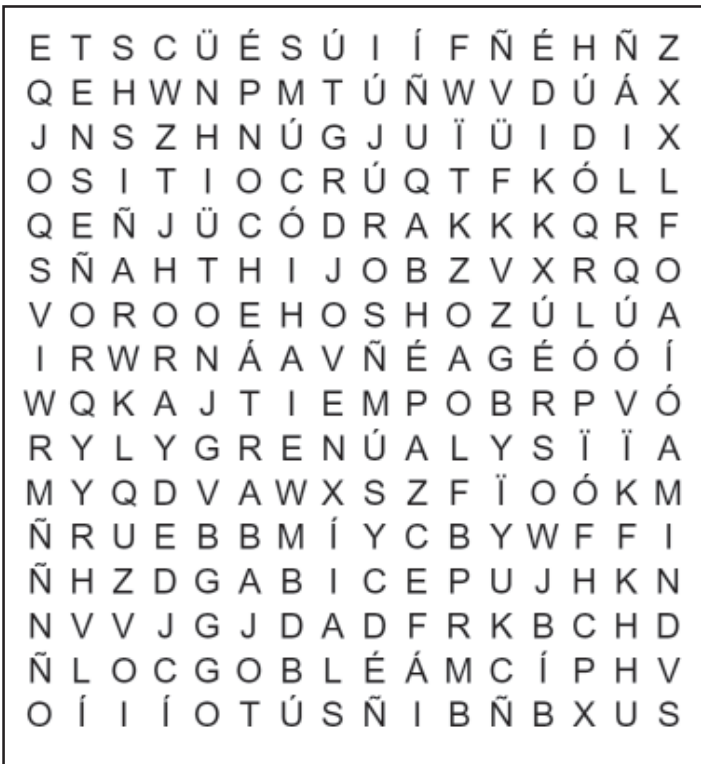 E T S C Ü É S Ú I Í F Ñ É H Ñ Z
Q E H W N P M T Ú Ñ W V D Ú Á X
J N S Z H N Ú G J U Ï Ü I D I X
O S I T I O C R Ú Q T F K Ó L L
Q E Ñ J Ü C Ó D R A K K K Q R F
S Ñ A H T H I J O B Z V X R Q O
V O R O O E H O S H O Z Ú L Ú A
I R W R N Á A V Ñ É A G É Ó Ó Í
W Q K A J T I E M P O B R P V Ó
R Y L Y G R E N Ú A L Y S Ï Ï A
M Y Q D V A W X S Z F Ï O Ó K M
Ñ R U E B B M Í Y C B Y W F F I
Ñ H Z D G A B I C E P U J H K N
N V V J G J D A D F R K B C H D
Ñ L O C G O B L É Á M C Í P H V
O Í I Í O T Ú S Ñ I B Ñ B X U S